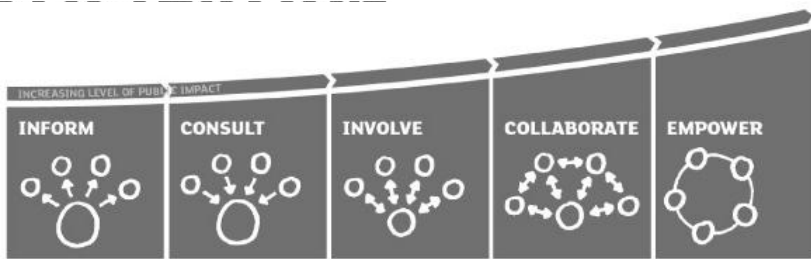 INCREASING LEVEL OF PUBLIC IMPACT
INFORM
CONSULT
INVOLVE
COLLABORATE
EMPOWER